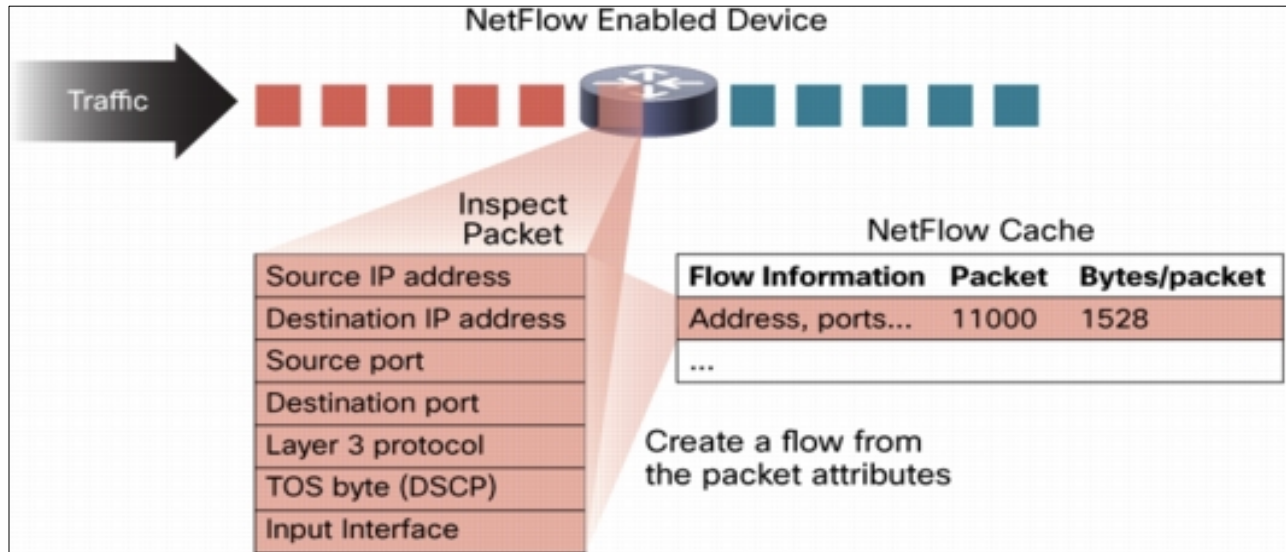 NetFlow Enabled Device
Traffic
Inspect
Packet
Source IP address
Destination IP address
Source port
Destination port
Layer 3 protocol
TOS byte (DSCP)
Input Interface
NetFlow Cache
Flow Information Packet Bytes/packet
Address, ports... 11000 1528
...
Create a flow from
the packet attributes